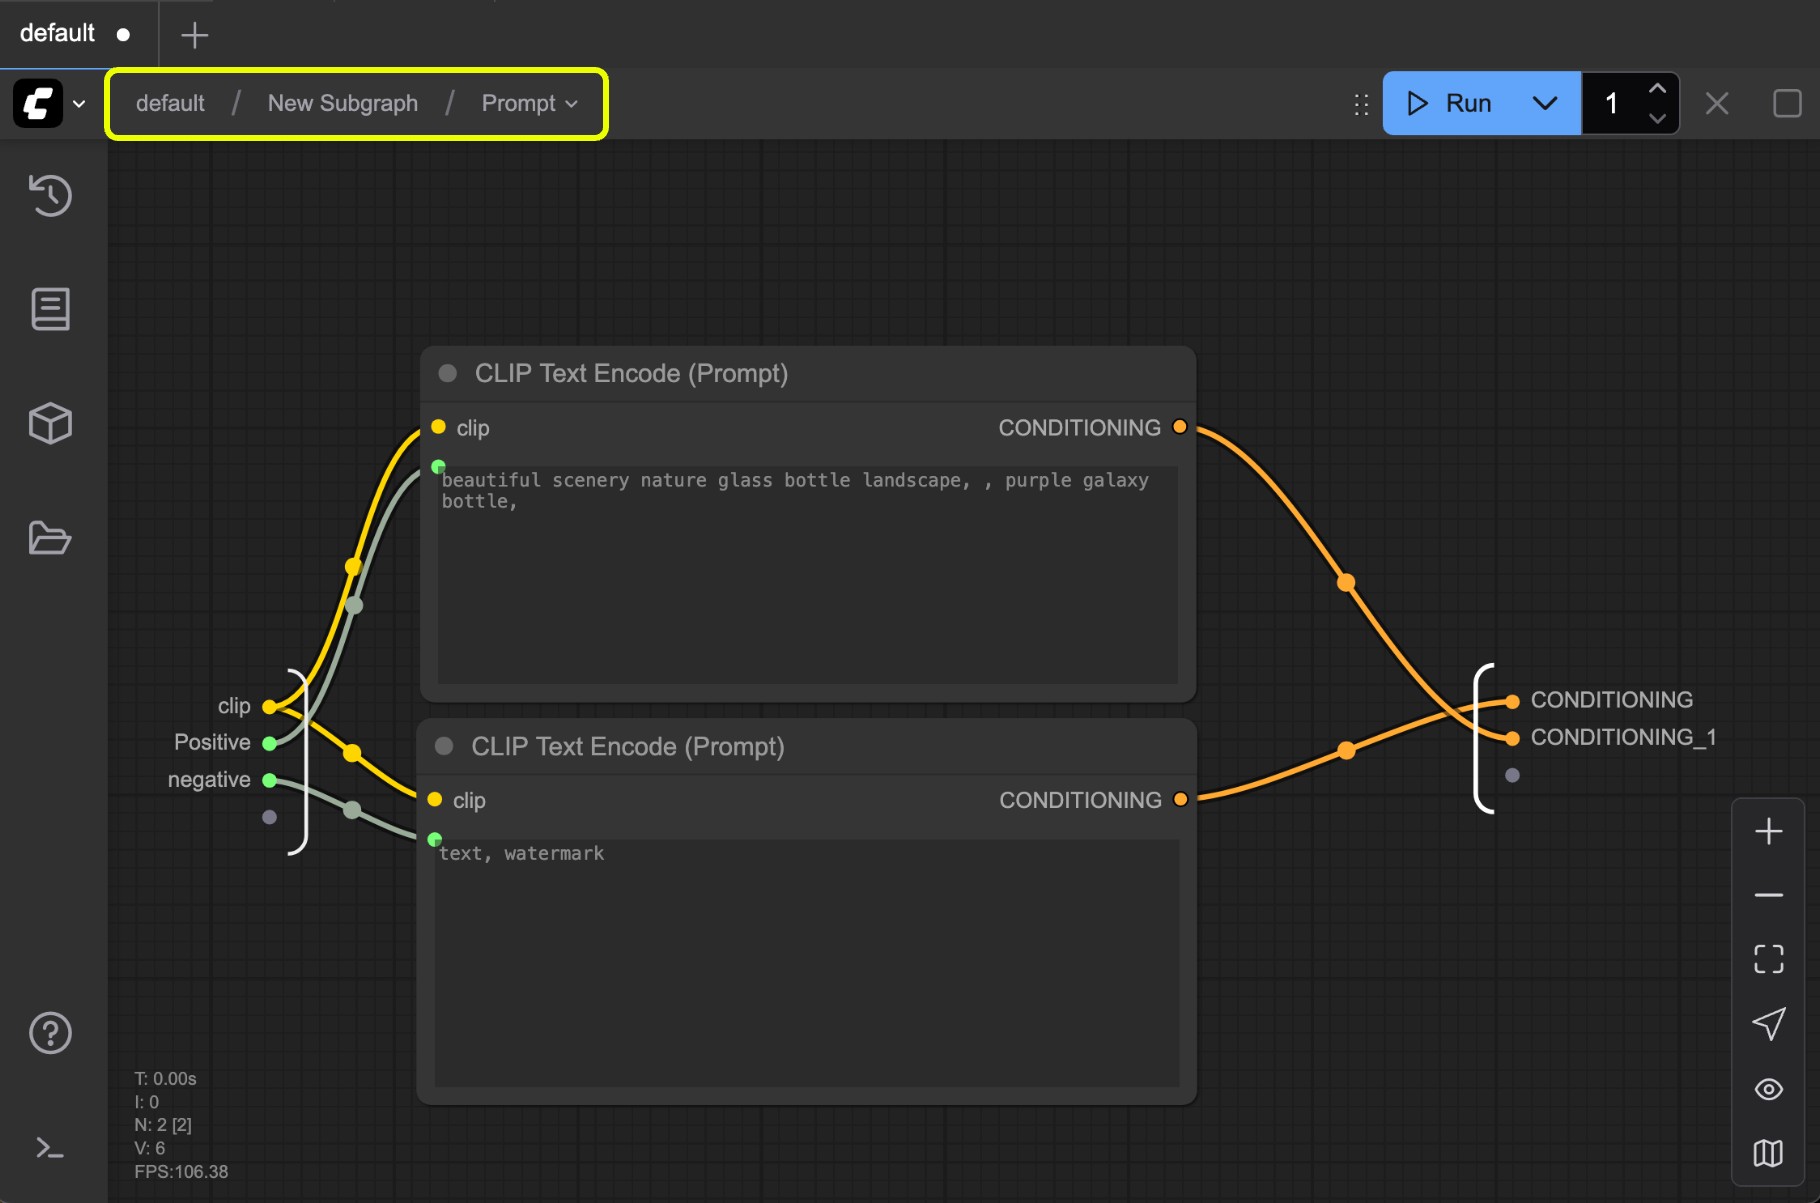 default
default / New Subgraph / Prompt
Run
1
CLIP Text Encode (Prompt)
clip
CONDITIONING
beautiful scenery nature glass bottle landscape, , purple galaxy
bottle,
clip
Positive
negative
CONDITIONING
CONDITIONING_1
CLIP Text Encode (Prompt)
clip
CONDITIONING
text, watermark
T: 0.00s
I: 0
N: 2 [2]
V: 6
FPS:106.38